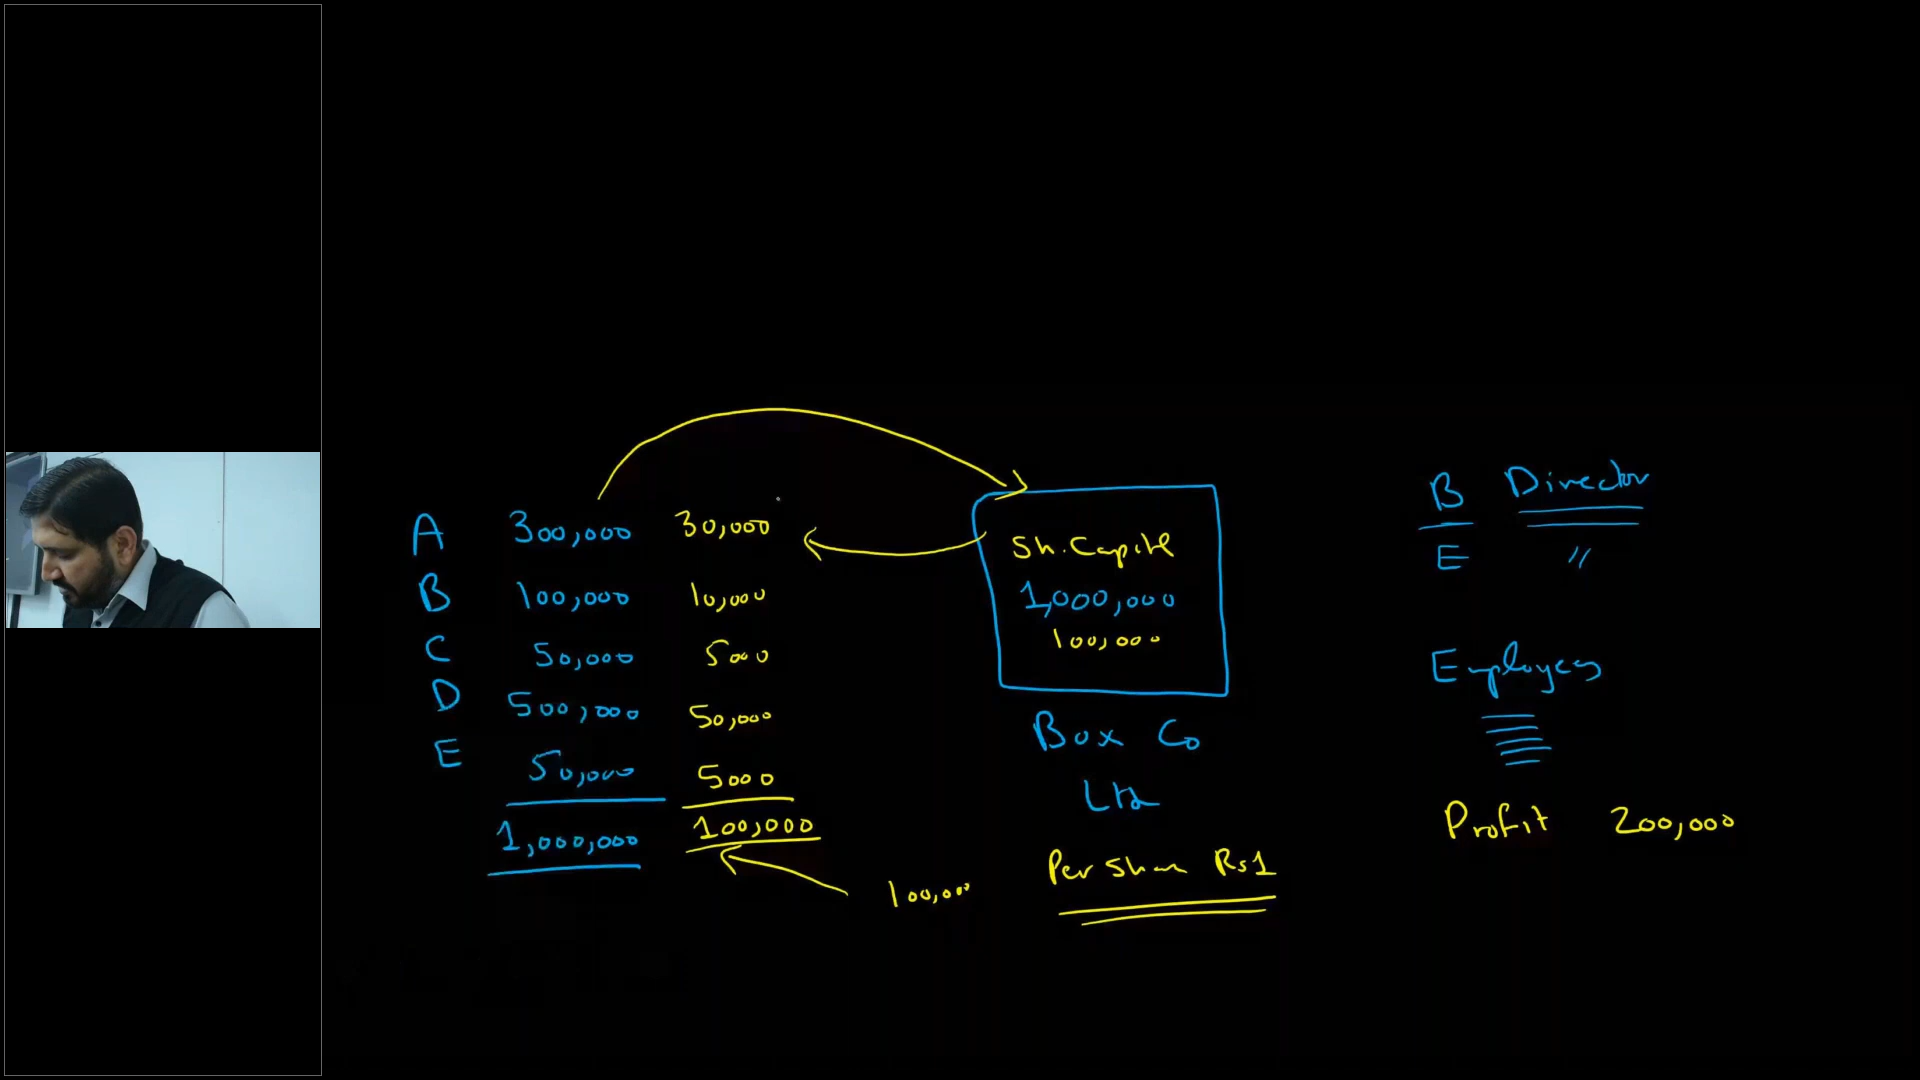 A 300,000 30,000
B 100,000 10,000
C 50,000 5000
D 500,000 50,000
E 50,000 5000
1,000,000 100,000
100,000
Sh. Capital
1,000,000
100,000
Box Co
Ltd
Per Share Rs1
B Director
E "
Employees
Profit 200,000